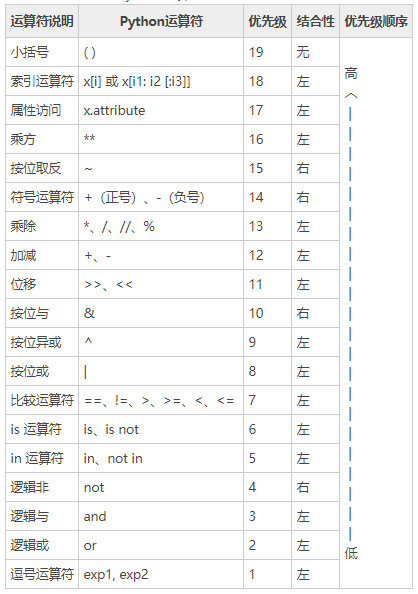 运算符说明 Python运算符 优先级 结合性 优先级顺序
小括号 ( ) 19 无
高
索引运算符 x[i] 或 x[i1: i2 [:i3]] 18 左
属性访问 x.attribute 17 左
乘方 ** 16 左
按位取反 ~ 15 右
符号运算符 +（正号）、-（负号） 14 右
乘除 *、/、//、% 13 左
加减 +、- 12 左
位移 >>、<< 11 左
按位与 & 10 右
按位异或 ^ 9 左
按位或 | 8 左
比较运算符 ==、!=、>、>=、<、<= 7 左
is 运算符 is、is not 6 左
in 运算符 in、not in 5 左
逻辑非 not 4 右
逻辑与 and 3 左
逻辑或 or 2 左
低
逗号运算符 exp1, exp2 1 左